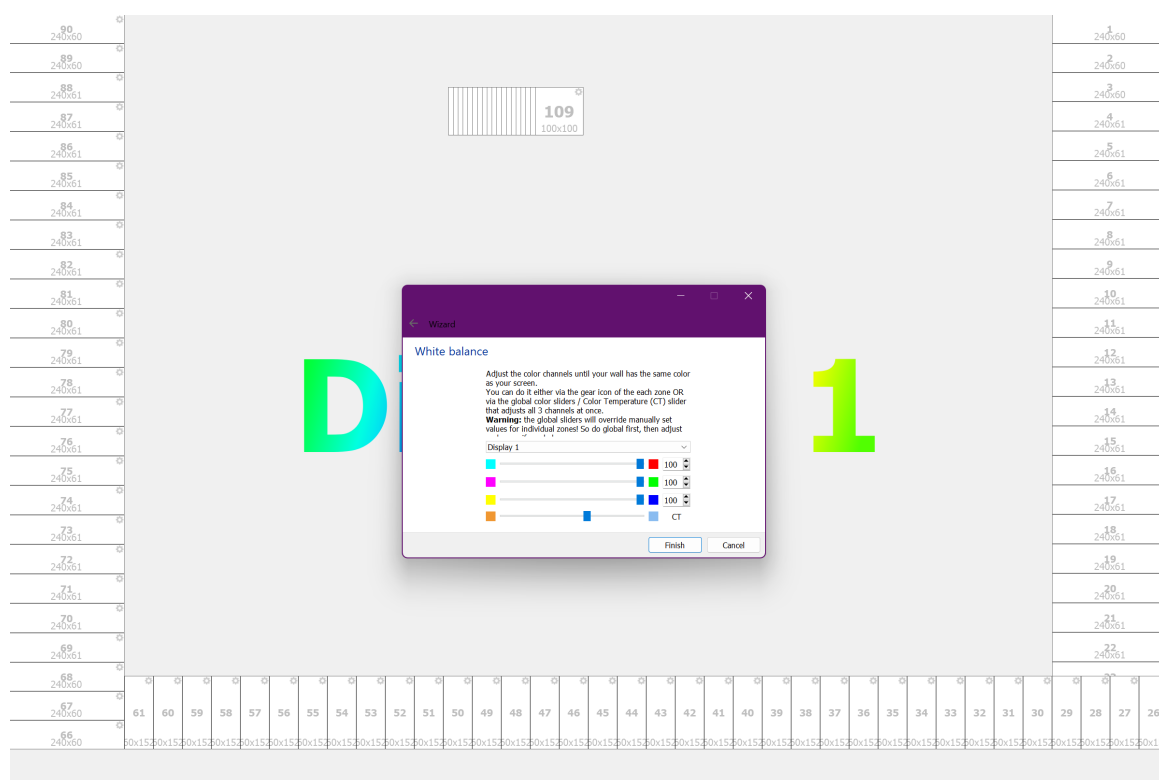 90
240x60
89
240x60
88
240x61
87
240x61
86
240x61
85
240x61
84
240x61
83
240x61
82
240x61
81
240x61
80
240x61
79
240x61
78
240x61
77
240x61
76
240x61
75
240x61
74
240x61
73
240x61
72
240x61
71
240x61
70
240x61
69
240x61
68
240x60
67
240x60
66
240x60
109
100x100
D 1
Wizard
White balance
Adjust the color channels until your wall has the same color
as your screen.
You can do it either via the gear icon of the each zone OR
via the global color sliders / Color Temperature (CT) slider
that adjusts all 3 channels at once.
Warning: the global sliders will override manually set
values for individual zones! So do global first, then adjust
Display 1
100
100
100
CT
Finish Cancel
1
240x60
2
240x60
3
240x60
4
240x61
5
240x61
6
240x61
7
240x61
8
240x61
9
240x61
10
240x61
11
240x61
12
240x61
13
240x61
14
240x61
15
240x61
16
240x61
17
240x61
18
240x61
19
240x61
20
240x61
21
240x61
22
240x61
61 60 59 58 57 56 55 54 53 52 51 50 49 48 47 46 45 44 43 42 41 40 39 38 37 36 35 34 33 32 31 30 29 28 27 26